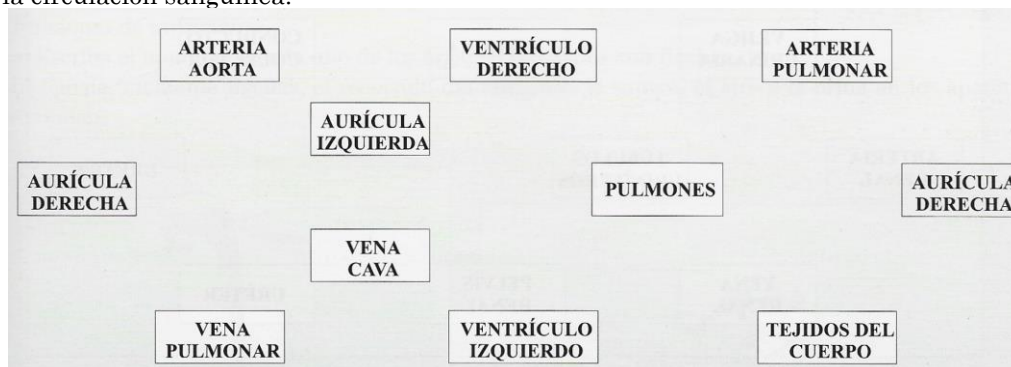 la circulación sanguínea.
ARTERIA
AORTA
VENTRÍCULO
DERECHO
ARTERIA
PULMONAR
AURÍCULA
IZQUIERDA
AURÍCULA
DERECHA
PULMONES
AURÍCULA
DERECHA
VENA
CAVA
VENA
PULMONAR
VENTRÍCULO
IZQUIERDO
TEJIDOS DEL
CUERPO